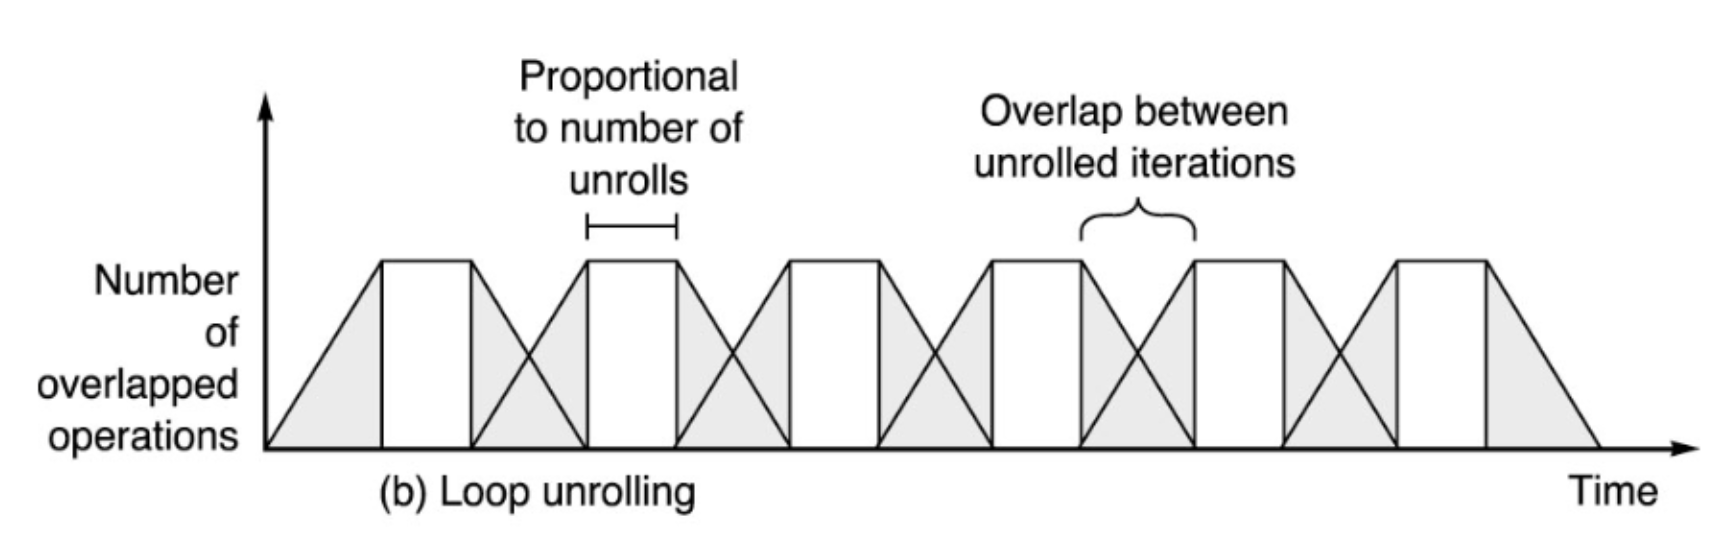 Proportional
to number of
unrolls
Overlap between
unrolled iterations
Number
of
overlapped
operations
(b) Loop unrolling
Time